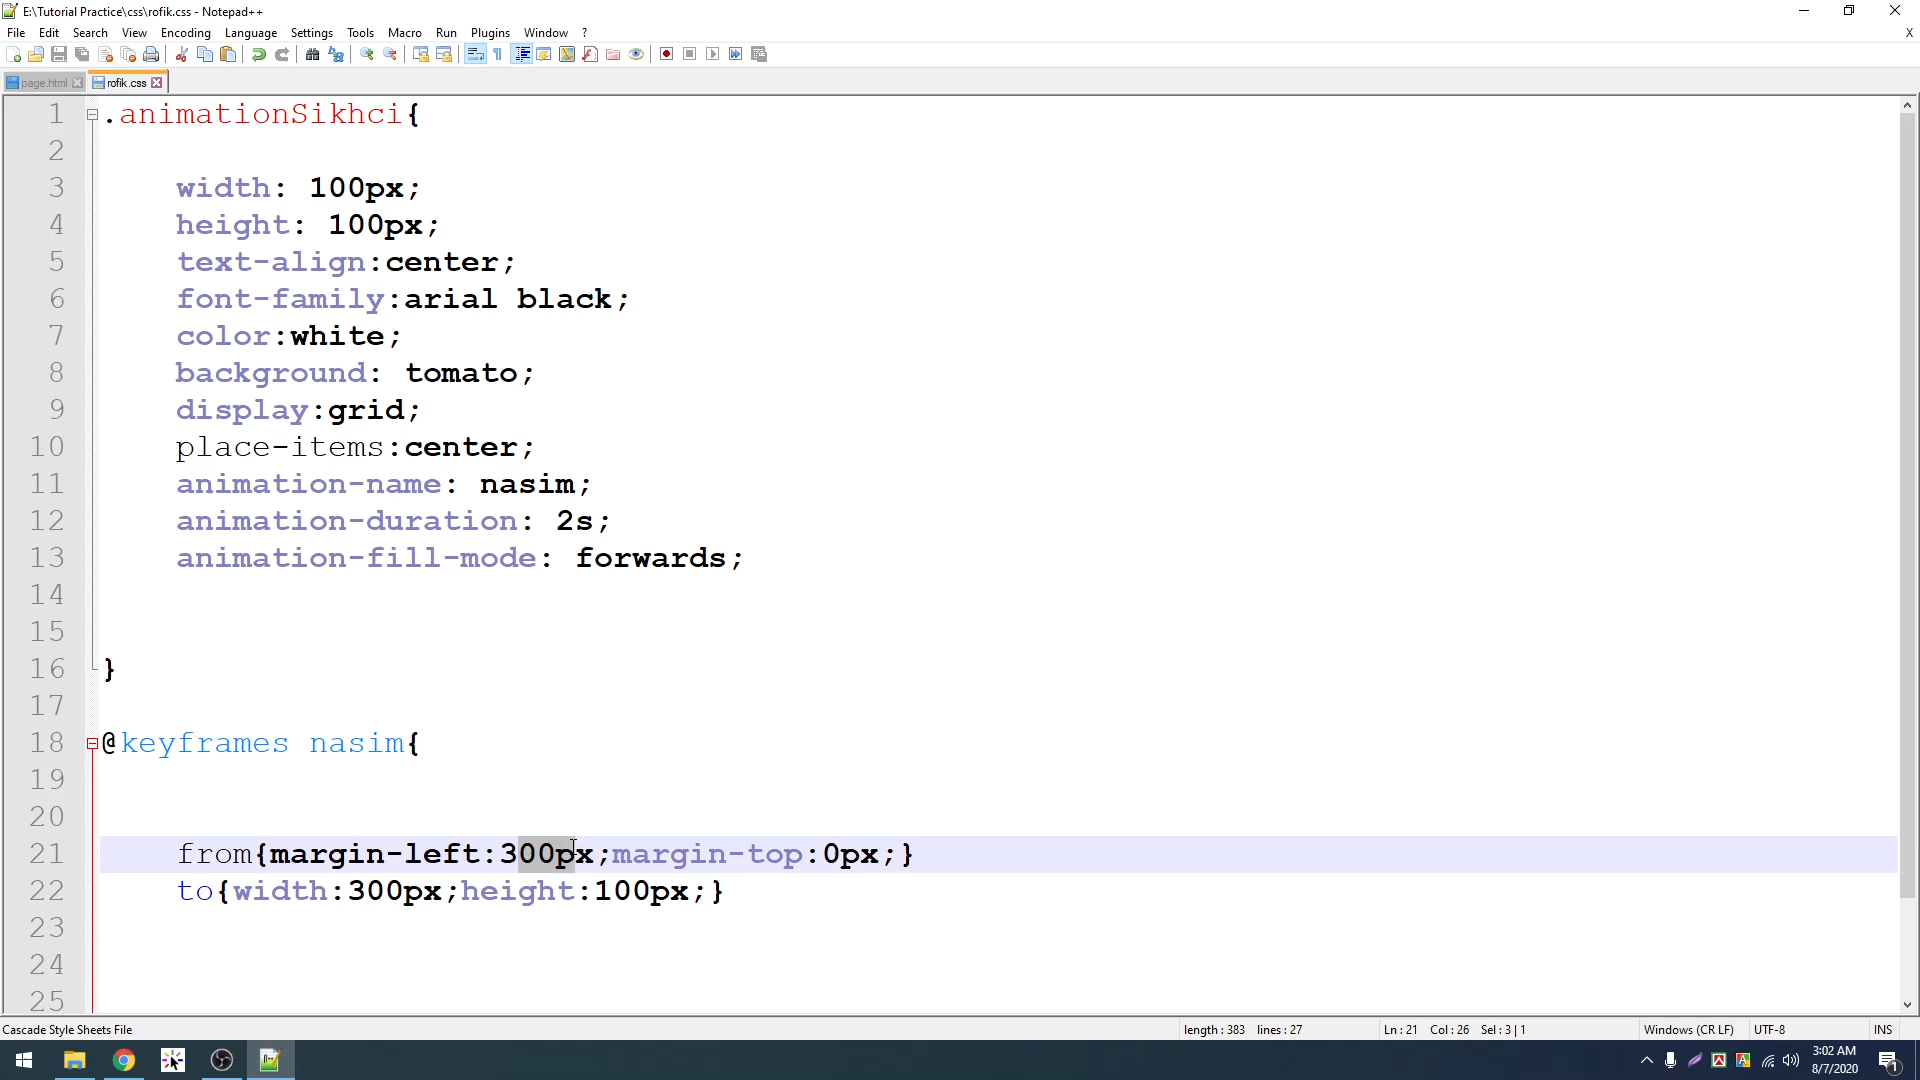 E:\Tutorial Practice\css\rofik.css - Notepad++
File Edit Search View Encoding Language Settings Tools Macro Run Plugins Window ? X
page.html rofik.css
1 .animationSikhci{
2
3 width: 100px;
4 height: 100px;
5 text-align:center;
6 font-family:arial black;
7 color:white;
8 background: tomato;
9 display:grid;
10 place-items:center;
11 animation-name: nasim;
12 animation-duration: 2s;
13 animation-fill-mode: forwards;
14
15
16 }
17
18 @keyframes nasim{
19
20
21 from{margin-left:300px;margin-top:0px;}
22 to{width:300px;height:100px;}
23
24
25
Cascade Style Sheets File length : 383 lines : 27 Ln : 21 Col : 26 Sel : 3 | 1 Windows (CR LF) UTF-8 INS
3:02 AM
8/7/2020
1